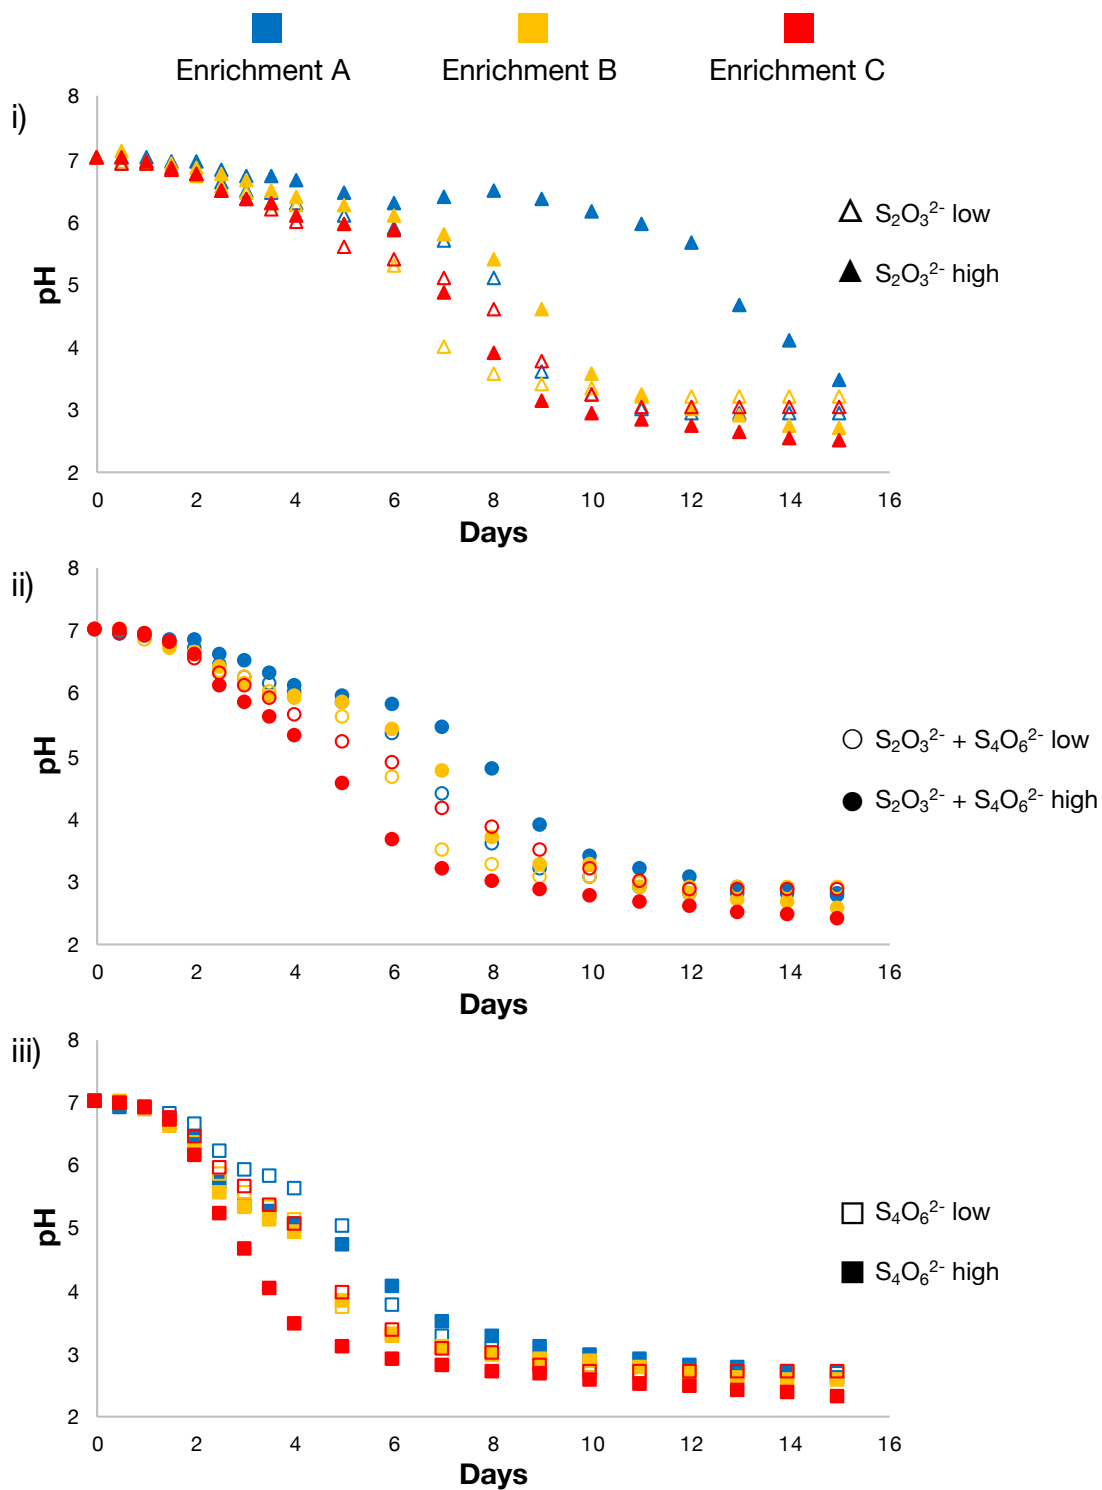 Enrichment A Enrichment B Enrichment C
i)
8
7
6
5
4
3
2
pH
S₂O₃²⁻ low
S₂O₃²⁻ high
0 2 4 6 8 10 12 14 16
Days
ii)
8
7
6
5
4
3
2
pH
S₂O₃²⁻ + S₄O₆²⁻ low
S₂O₃²⁻ + S₄O₆²⁻ high
0 2 4 6 8 10 12 14 16
Days
iii)
8
7
6
5
4
3
2
pH
S₄O₆²⁻ low
S₄O₆²⁻ high
0 2 4 6 8 10 12 14 16
Days